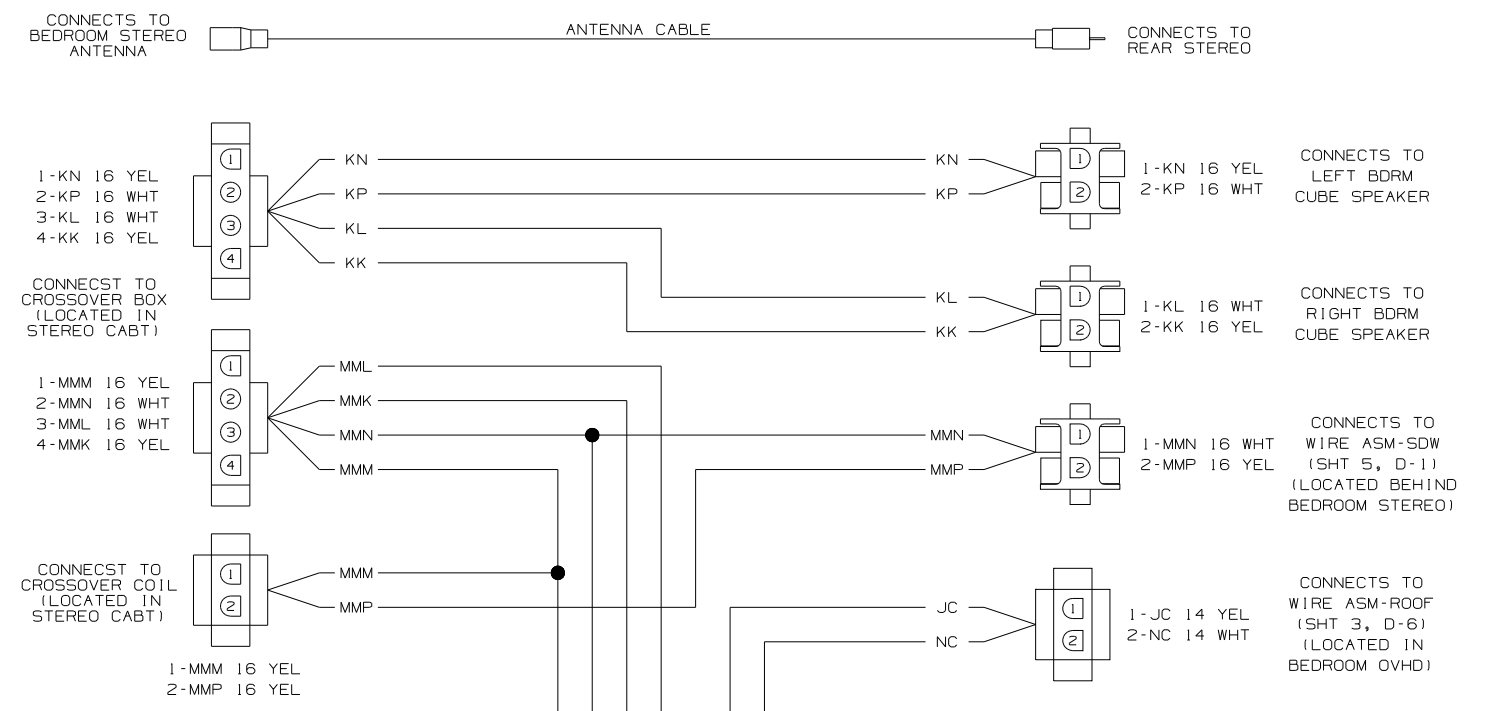 CONNECTS TO
BEDROOM STEREO
ANTENNA
ANTENNA CABLE
CONNECTS TO
REAR STEREO
1-KN 16 YEL
2-KP 16 WHT
3-KL 16 WHT
4-KK 16 YEL
CONNECST TO
CROSSOVER BOX
(LOCATED IN
STEREO CABT)
1
2
3
4
KN
KP
KL
KK
KN
KP
1
2
1-KN 16 YEL
2-KP 16 WHT
CONNECTS TO
LEFT BDRM
CUBE SPEAKER
KL
KK
1
2
1-KL 16 WHT
2-KK 16 YEL
CONNECTS TO
RIGHT BDRM
CUBE SPEAKER
1-MMM 16 YEL
2-MMN 16 WHT
3-MML 16 WHT
4-MMK 16 YEL
1
2
3
4
MML
MMK
MMN
MMM
MMN
MMP
1
2
1-MMN 16 WHT
2-MMP 16 YEL
CONNECTS TO
WIRE ASM-SDW
(SHT 5, D-1)
(LOCATED BEHIND
BEDROOM STEREO)
CONNECST TO
CROSSOVER COIL
(LOCATED IN
STEREO CABT)
1
2
1-MMM 16 YEL
2-MMP 16 YEL
MMM
MMP
JC
NC
1
2
1-JC 14 YEL
2-NC 14 WHT
CONNECTS TO
WIRE ASM-ROOF
(SHT 3, D-6)
(LOCATED IN
BEDROOM OVHD)